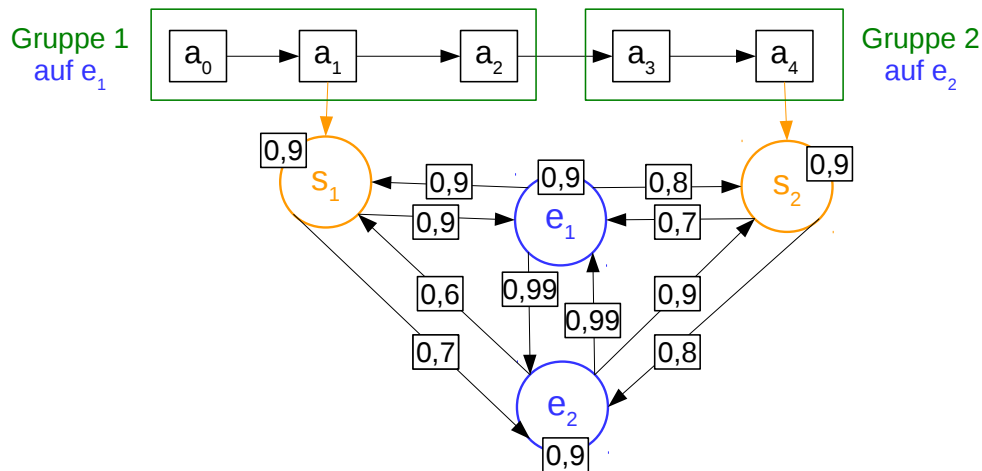 Gruppe 1
auf e₁
a₀
a₁
a₂
a₃
a₄
Gruppe 2
auf e₂
0,9
s₁
0,9
0,9
0,8
s₂
0,9
0,9
e₁
0,7
0,6
0,99
0,99
0,9
0,7
0,8
e₂
0,9